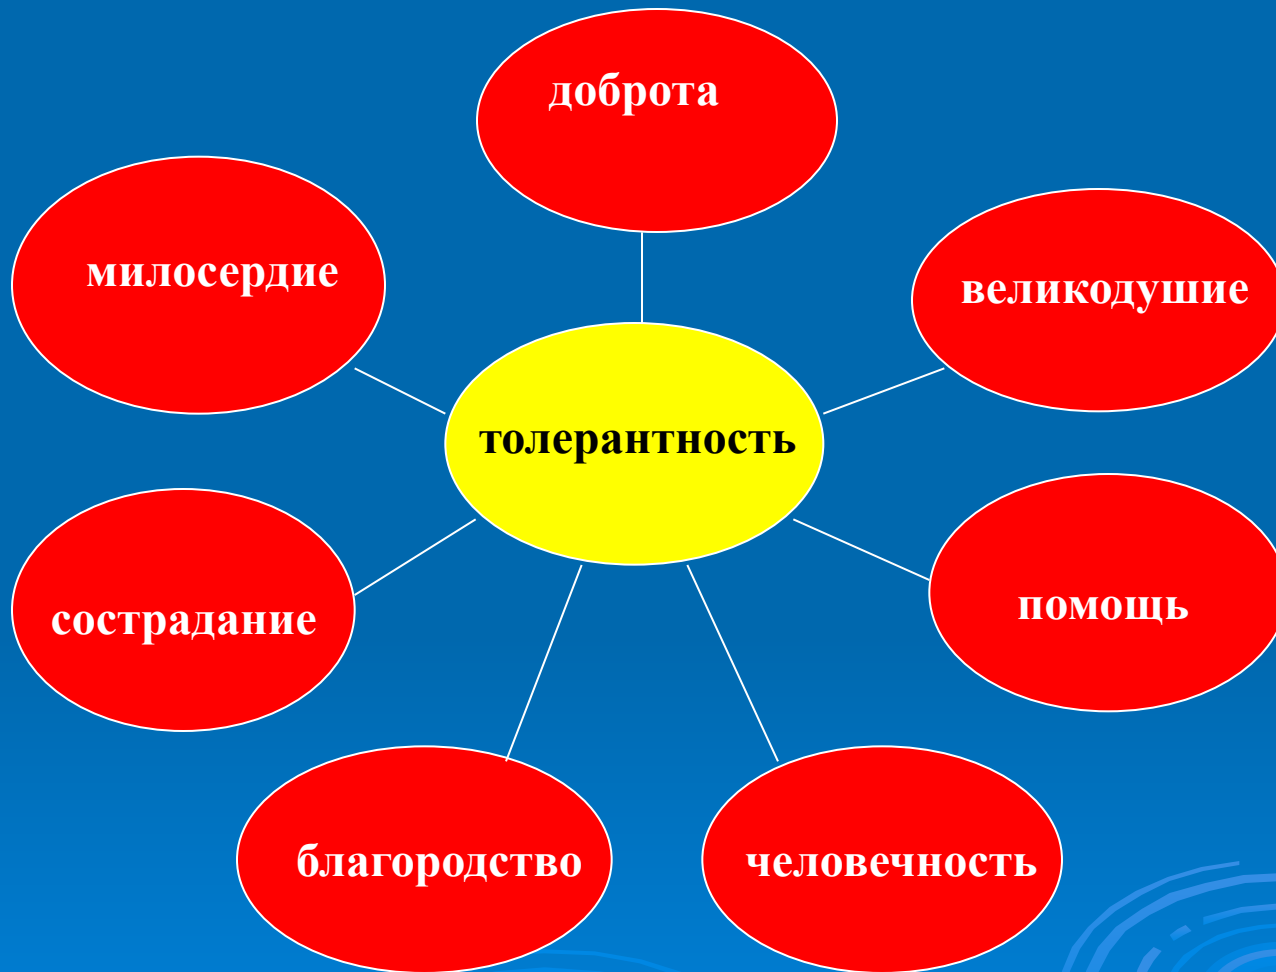 доброта
милосердие
великодушие
толерантность
сострадание
помощь
благородство
человечность